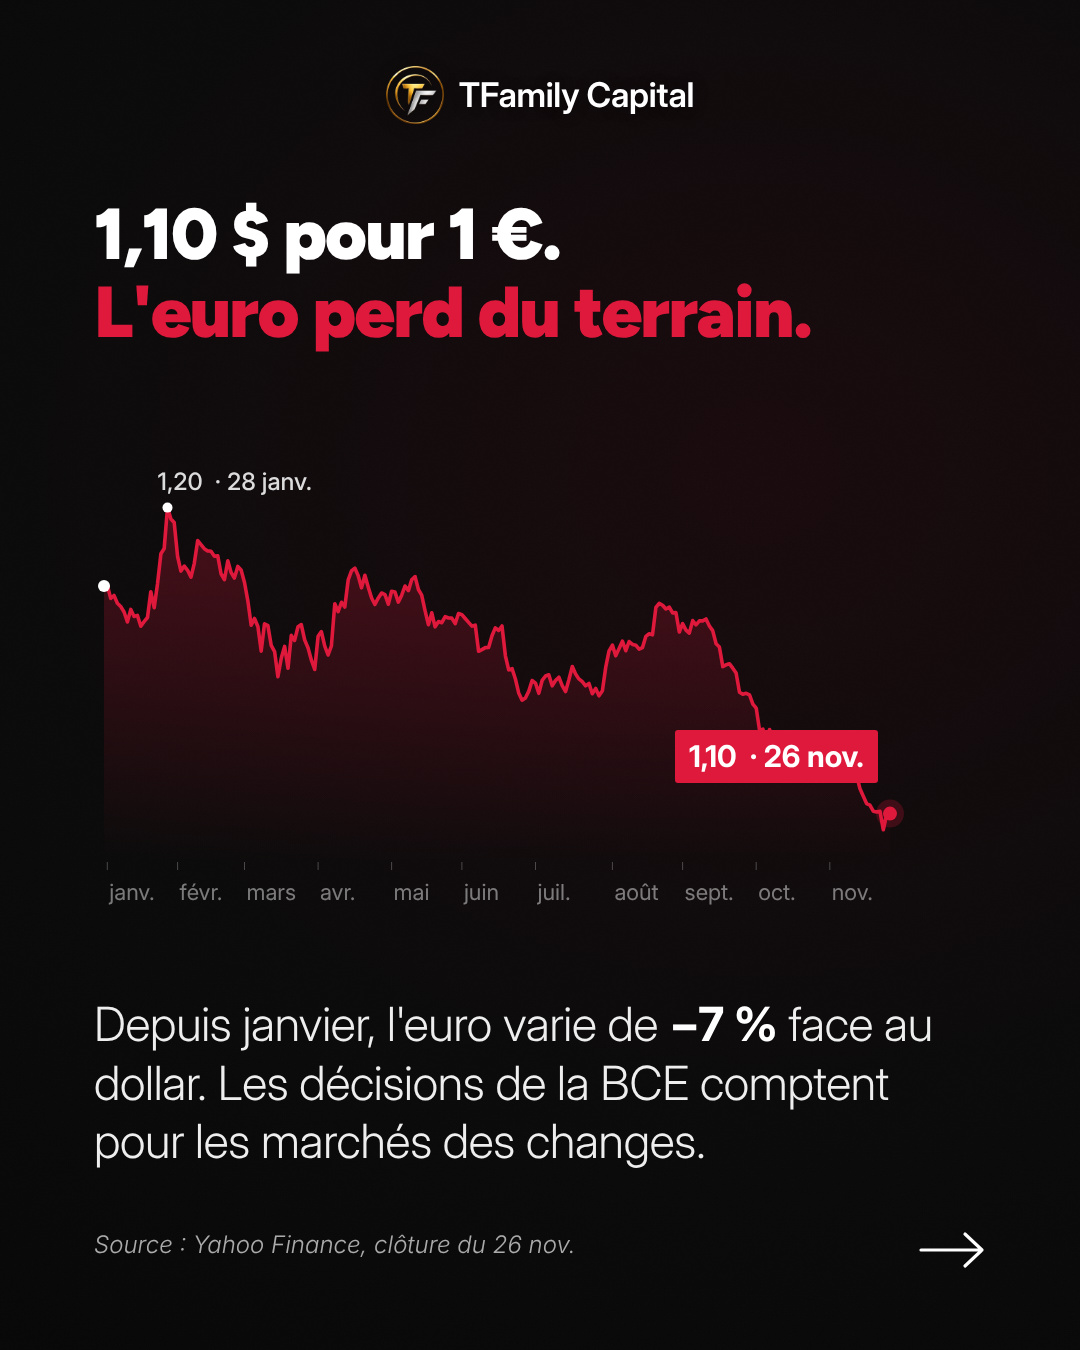 TF TFamily Capital
1,10 $ pour 1 €.
L'euro perd du terrain.
1,20 · 28 janv.
1,10 · 26 nov.
janv. févr. mars avr. mai juin juil. août sept. oct. nov.
Depuis janvier, l'euro varie de −7 % face au
dollar. Les décisions de la BCE comptent
pour les marchés des changes.
Source : Yahoo Finance, clôture du 26 nov.